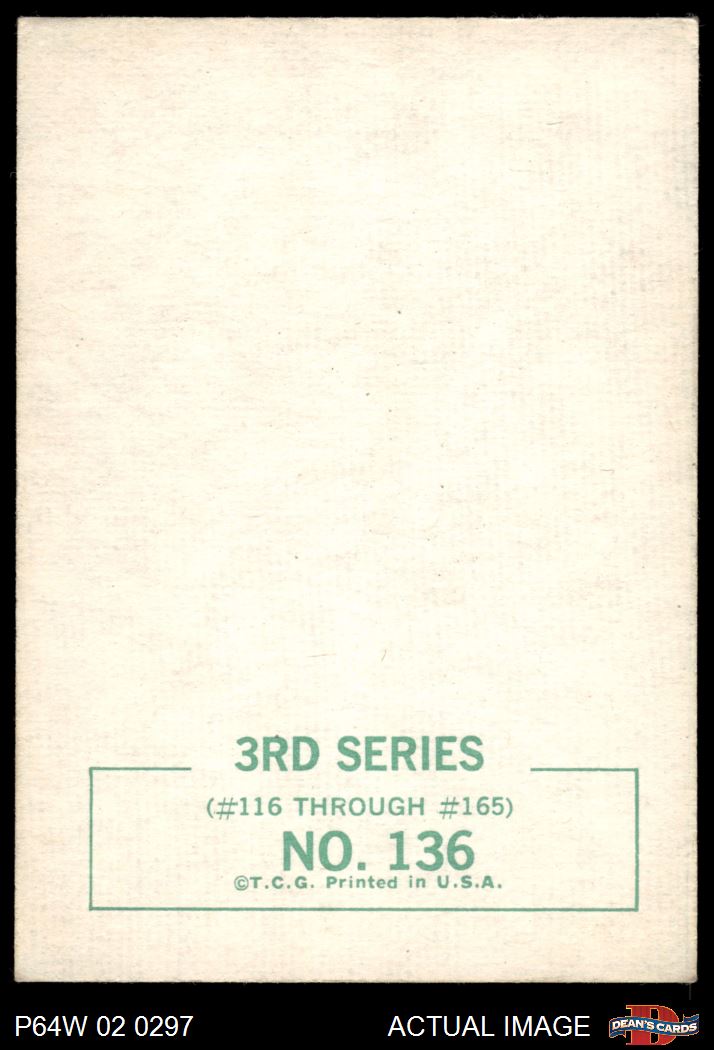 3RD SERIES
(#116 THROUGH #165)
NO. 136
©T.C.G. Printed in U.S.A.
P64W 02 0297
ACTUAL IMAGE
DEAN'S CARDS